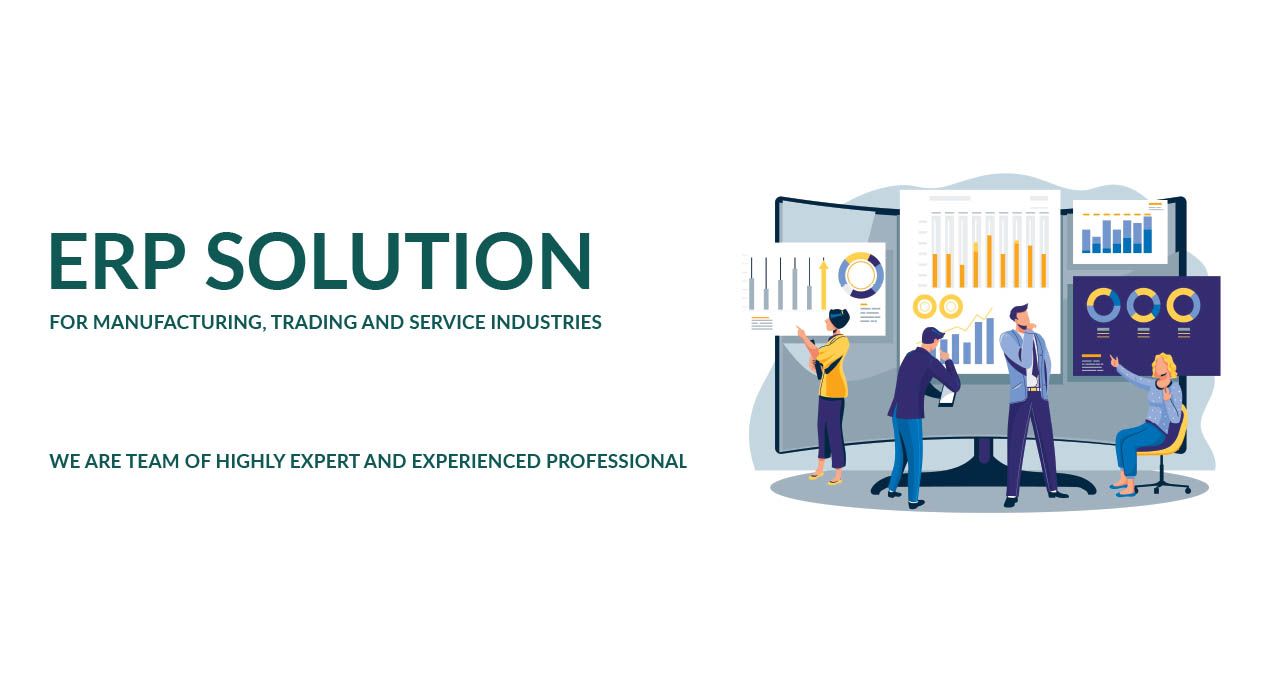 ERP SOLUTION
FOR MANUFACTURING, TRADING AND SERVICE INDUSTRIES
WE ARE TEAM OF HIGHLY EXPERT AND EXPERIENCED PROFESSIONAL